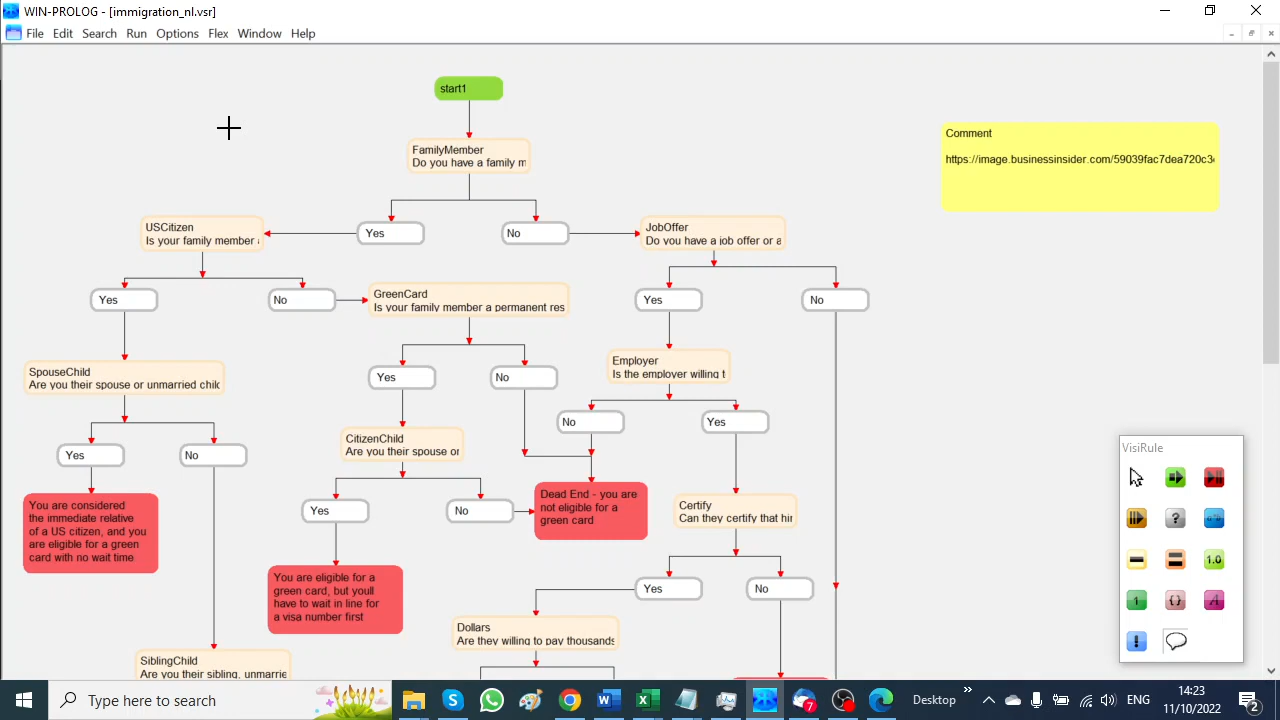 WIN-PROLOG - [immigration_nl.vsr]
File Edit Search Run Options Flex Window Help
start1
Comment
https://image.businessinsider.com/59039fac7dea720c3
FamilyMember
Do you have a family m
USCitizen
Is your family member
Yes
No
JobOffer
Do you have a job offer or a
Yes
No
GreenCard
Is your family member a permanent res
Yes
No
SpouseChild
Are you their spouse or unmarried chil
Yes
No
Employer
Is the employer willing t
No
Yes
CitizenChild
Are you their spouse or
Yes
No
You are considered
the immediate relative
of a US citizen, and you
are eligible for a green
card with no wait time
Yes
No
Dead End - you are
not eligible for a
green card
Certify
Can they certify that hir
You are eligible for a
green card, but youll
have to wait in line for
a visa number first
Yes
No
Dollars
Are they willing to pay thousands
SiblingChild
Are you their sibling, unmarrie
VisiRule
1.0
1
{}
A
!
?
Type here to search
7
Desktop
»
ENG
14:23
11/10/2022
2